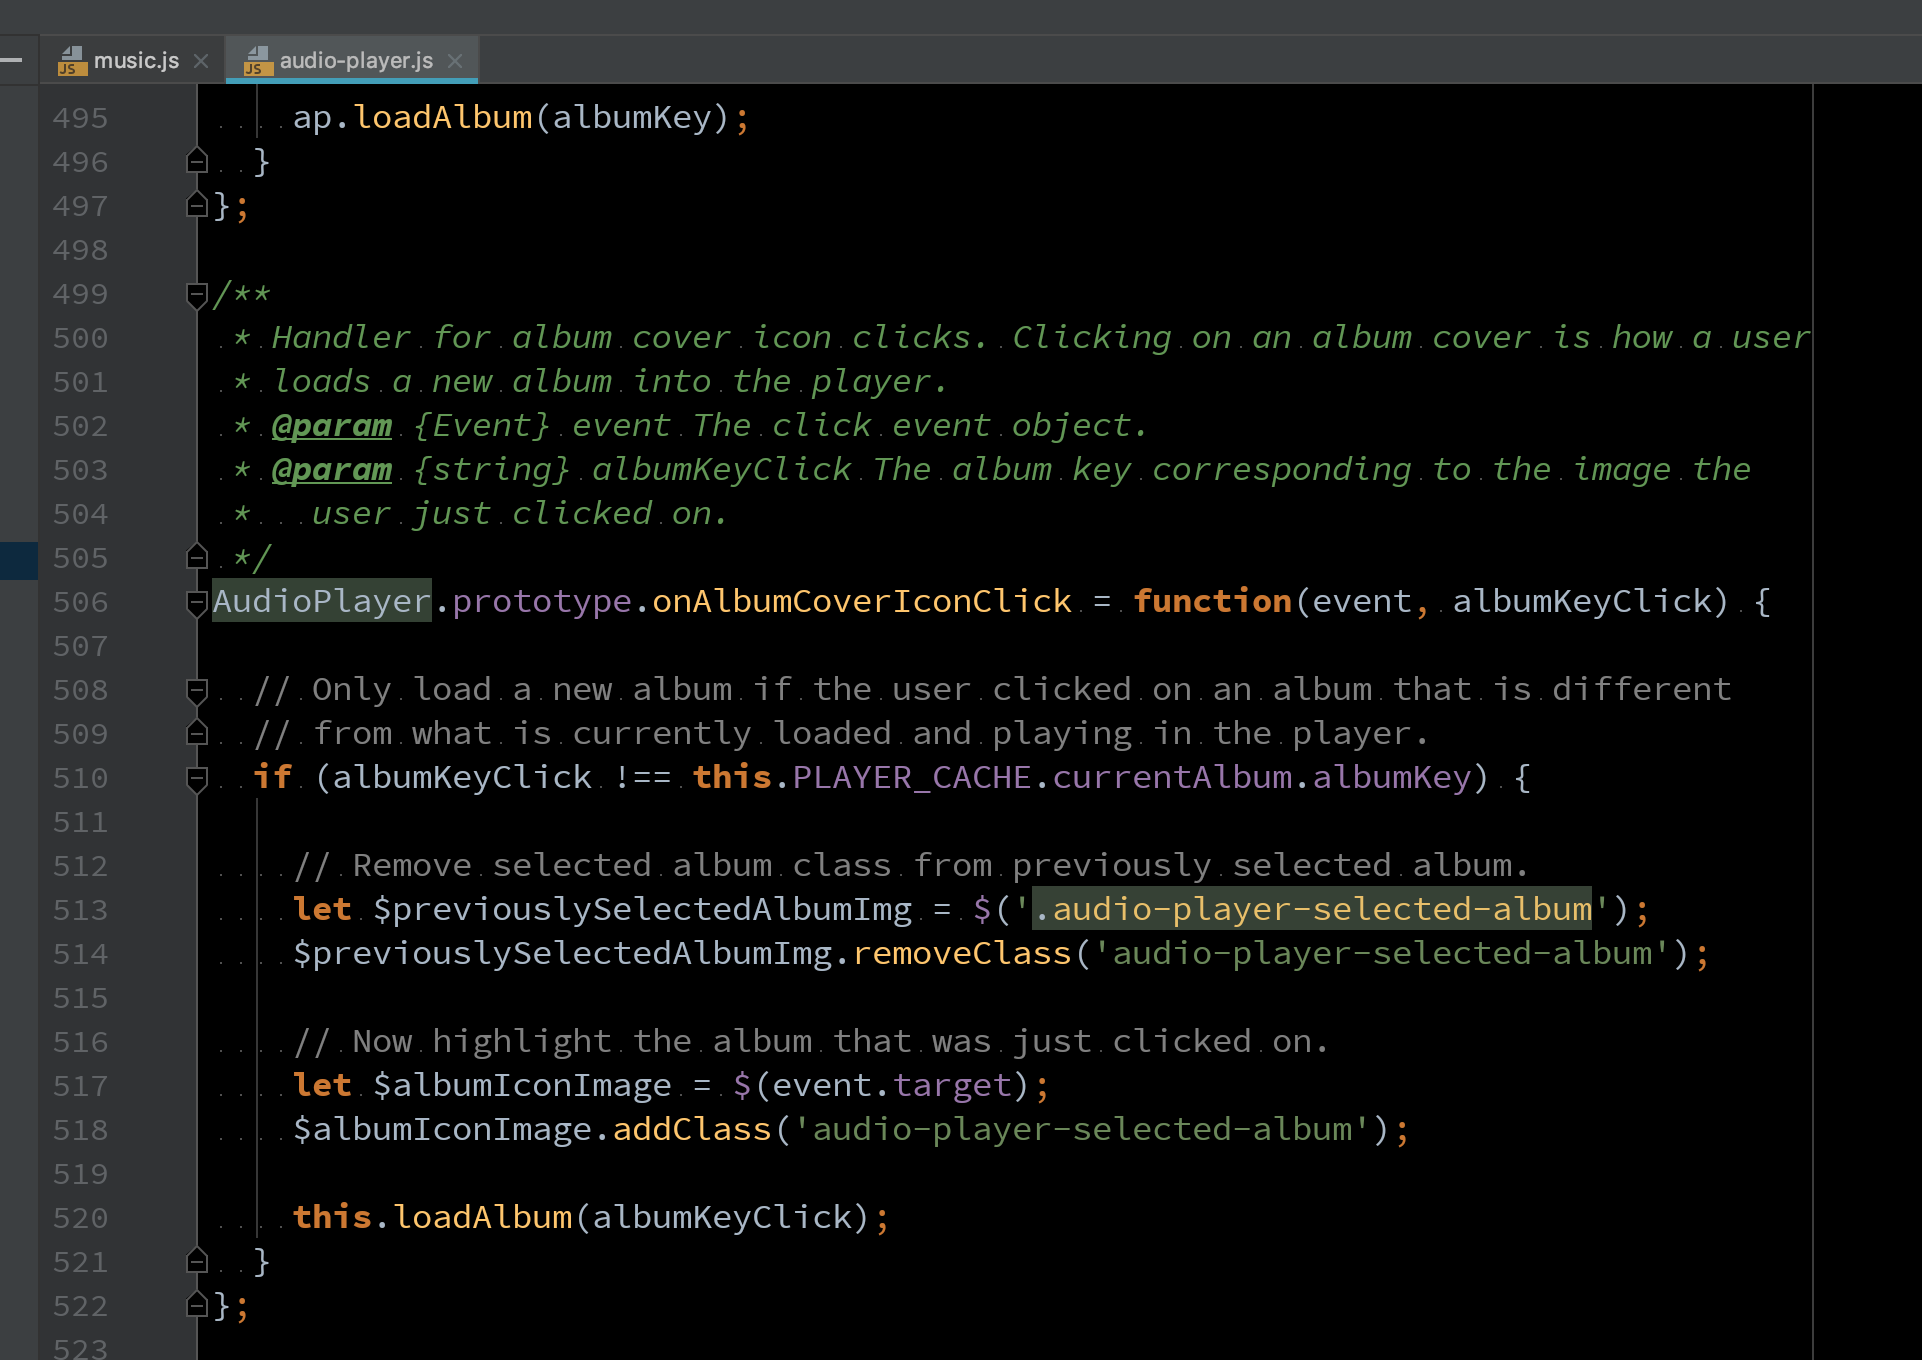 music.js audio-player.js
495 ap.loadAlbum(albumKey);
496 }
497 };
498
499 /**
500 * Handler for album cover icon clicks. Clicking on an album cover is how a user
501 * loads a new album into the player.
502 * @param {Event} event The click event object.
503 * @param {string} albumKeyClick The album key corresponding to the image the
504 * user just clicked on.
505 */
506 AudioPlayer.prototype.onAlbumCoverIconClick = function(event, albumKeyClick) {
507
508 // Only load a new album if the user clicked on an album that is different
509 // from what is currently loaded and playing in the player.
510 if (albumKeyClick !== this.PLAYER_CACHE.currentAlbum.albumKey) {
511
512 // Remove selected album class from previously selected album.
513 let $previouslySelectedAlbumImg = $('.audio-player-selected-album');
514 $previouslySelectedAlbumImg.removeClass('audio-player-selected-album');
515
516 // Now highlight the album that was just clicked on.
517 let $albumIconImage = $(event.target);
518 $albumIconImage.addClass('audio-player-selected-album');
519
520 this.loadAlbum(albumKeyClick);
521 }
522 };
523